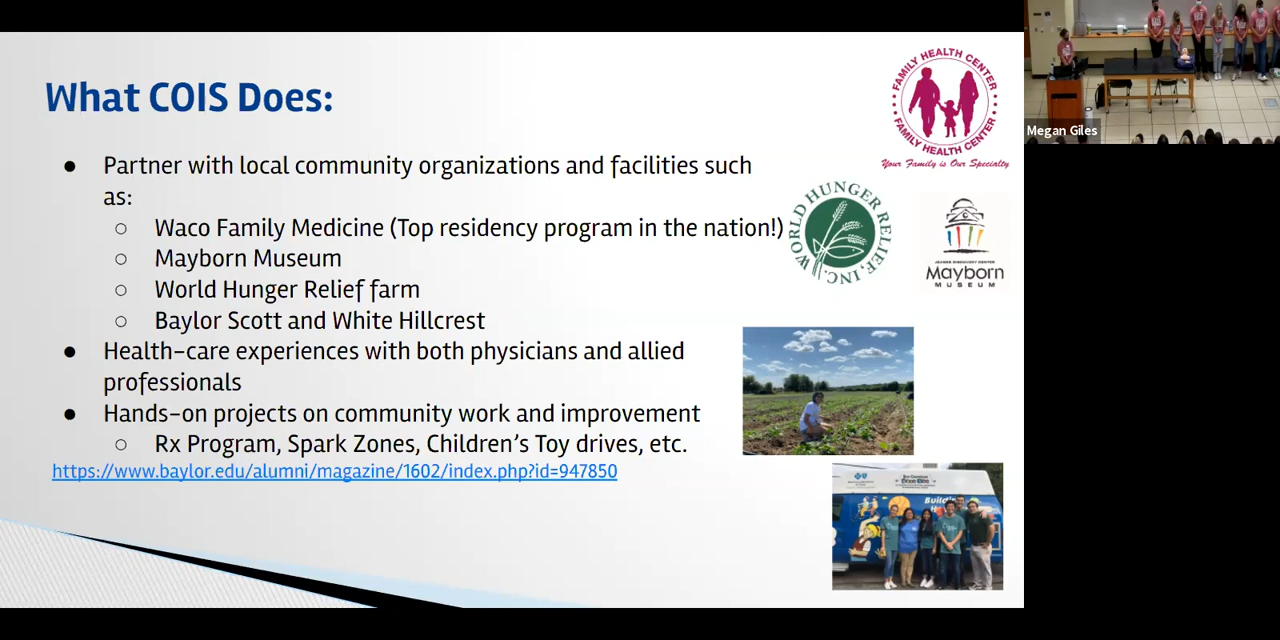 What COIS Does:
● Partner with local community organizations and facilities such
as:
○ Waco Family Medicine (Top residency program in the nation!)
○ Mayborn Museum
○ World Hunger Relief farm
○ Baylor Scott and White Hillcrest
● Health-care experiences with both physicians and allied
professionals
● Hands-on projects on community work and improvement
○ Rx Program, Spark Zones, Children's Toy drives, etc.
https://www.baylor.edu/alumni/magazine/1602/index.php?id=947850
FAMILY HEALTH CENTER
FAMILY HEALTH CENTER
Your Family is Our Specialty
WORLD HUNGER RELIEF, INC.
Mayborn
MUSEUM
Megan Giles